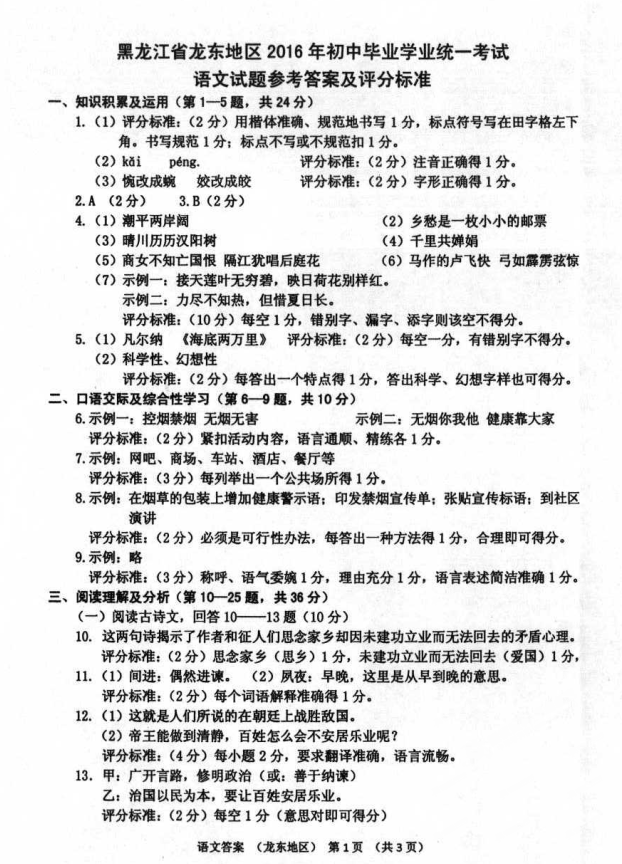 黑龙江省龙东地区 2016 年初中毕业学业统一考试
语文试题参考答案及评分标准
一、知识积累及运用（第 1—5 题，共 24 分）
1.（1）评分标准：（2 分）用楷体准确、规范地书写 1 分，标点符号写在田字格左下
角。书写规范 1 分；标点不写或不规范扣 1 分。
（2）kǎi péng. 评分标准：（2 分）注音正确得 1 分。
（3）惋改成蜿 姣改成皎 评分标准：（2 分）字形正确得 1 分。
2.A （2 分） 3.B（2 分）
4.（1）潮平两岸阔 （2）乡愁是一枚小小的邮票
（3）晴川历历汉阳树 （4）千里共婵娟
（5）商女不知亡国恨 隔江犹唱后庭花 （6）马作的卢飞快 弓如霹雳弦惊
（7）示例一：接天莲叶无穷碧，映日荷花别样红。
示例二：力尽不知热，但惜夏日长。
评分标准：（10 分）每空 1 分，错别字、漏字、添字则该空不得分。
5.（1）凡尔纳 《海底两万里》 评分标准：（2 分）每空一分，有错别字不得分。
（2）科学性、幻想性
评分标准：（2 分）每答出一个特点得 1 分，答出科学、幻想字样也可得分。
二、口语交际及综合性学习（第 6—9 题，共 10 分）
6.示例一：控烟禁烟 无烟无害 示例二：无烟你我他 健康靠大家
评分标准：（2 分）紧扣活动内容，语言通顺、精练各 1 分。
7.示例：网吧、商场、车站、酒店、餐厅等
评分标准：（3 分）每列举出一个公共场所得 1 分。
8.示例：在烟草的包装上增加健康警示语；印发禁烟宣传单；张贴宣传标语；到社区
演讲
评分标准：（2 分）必须是可行性办法，每答出一种方法得 1 分，合理即可得分。
9.示例：略
评分标准：（3 分）称呼、语气委婉 1 分，理由充分 1 分，语言表述简洁准确 1 分。
三、阅读理解及分析（第 10—25 题，共 36 分）
（一）阅读古诗文，回答 10——13 题（10 分）
10. 这两句诗揭示了作者和征人们思念家乡却因未建功立业而无法回去的矛盾心理。
评分标准：（2 分）思念家乡（思乡）1 分，未建功立业而无法回去（爱国）1 分，
11.（1）间进：偶然进谏。 （2）夙夜：早晚，这里是从早到晚的意思。
评分标准：（2 分）每个词语解释准确得 1 分。
12.（1）这就是人们所说的在朝廷上战胜敌国。
（2）帝王能做到清静，百姓怎么会不安居乐业呢？
评分标准：（4 分）每小题 2 分，要求翻译准确，语言流畅。
13. 甲：广开言路，修明政治（或：善于纳谏）
乙：治国以民为本，要让百姓安居乐业。
评分标准：（2 分）每空 1 分（意思对即可得分）
语文答案 （龙东地区） 第 1 页 （共 3 页）